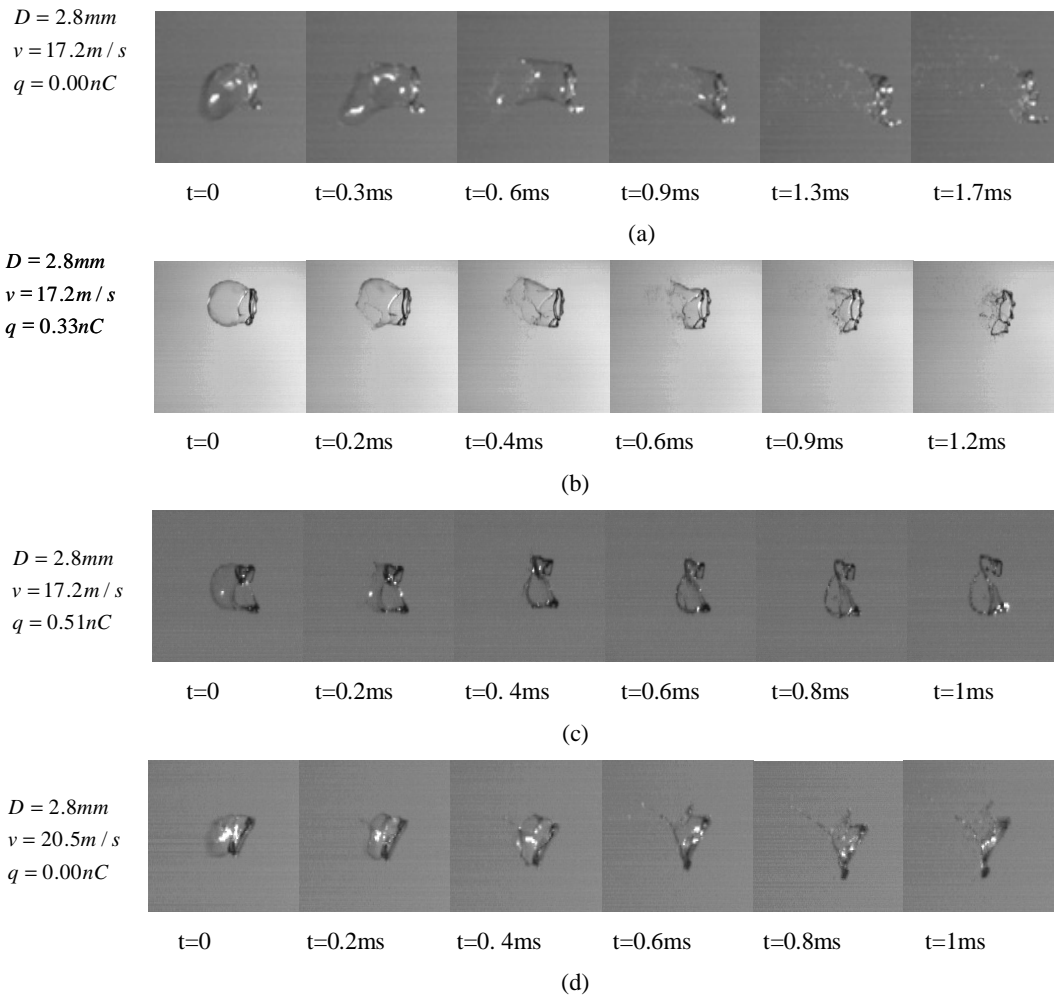 D = 2.8mm
v = 17.2m / s
q = 0.00nC
t=0 t=0.3ms t=0. 6ms t=0.9ms t=1.3ms t=1.7ms
(a)
D = 2.8mm
v = 17.2m / s
q = 0.33nC
t=0 t=0.2ms t=0.4ms t=0.6ms t=0.9ms t=1.2ms
(b)
D = 2.8mm
v = 17.2m / s
q = 0.51nC
t=0 t=0.2ms t=0. 4ms t=0.6ms t=0.8ms t=1ms
(c)
D = 2.8mm
v = 20.5m / s
q = 0.00nC
t=0 t=0.2ms t=0. 4ms t=0.6ms t=0.8ms t=1ms
(d)